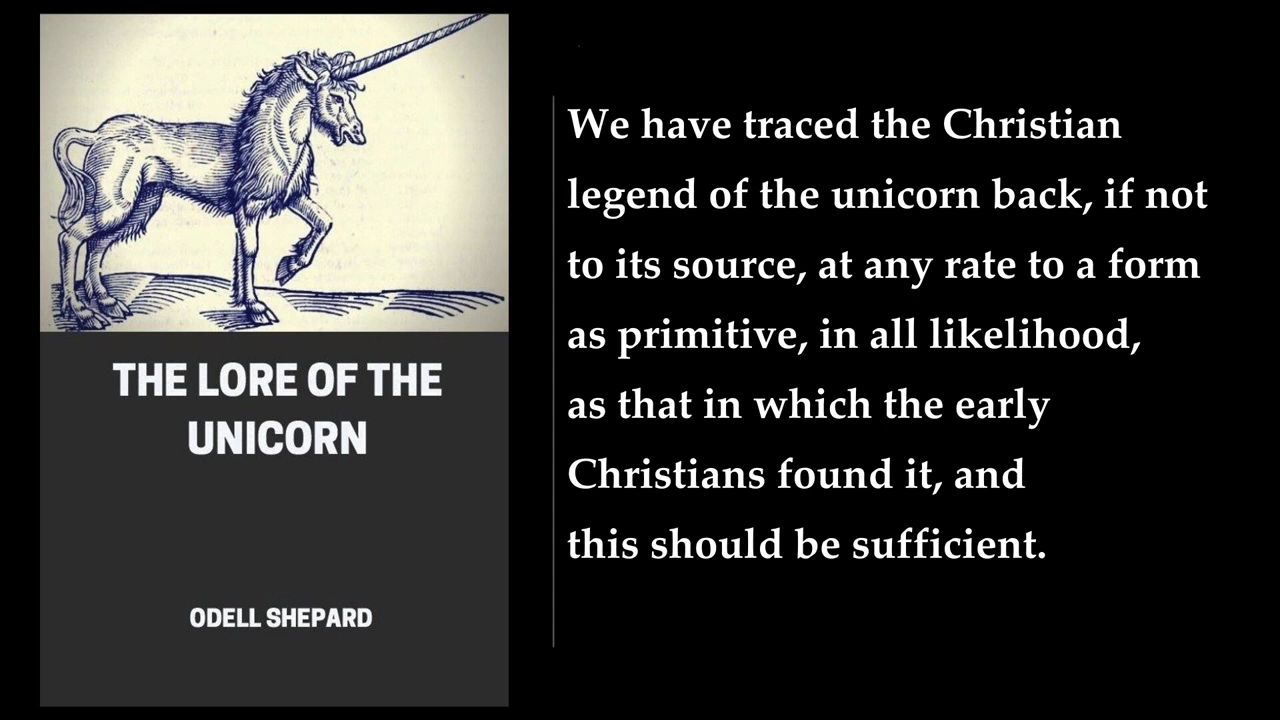 THE LORE OF THE
UNICORN
ODELL SHEPARD
We have traced the Christian
legend of the unicorn back, if not
to its source, at any rate to a form
as primitive, in all likelihood,
as that in which the early
Christians found it, and
this should be sufficient.